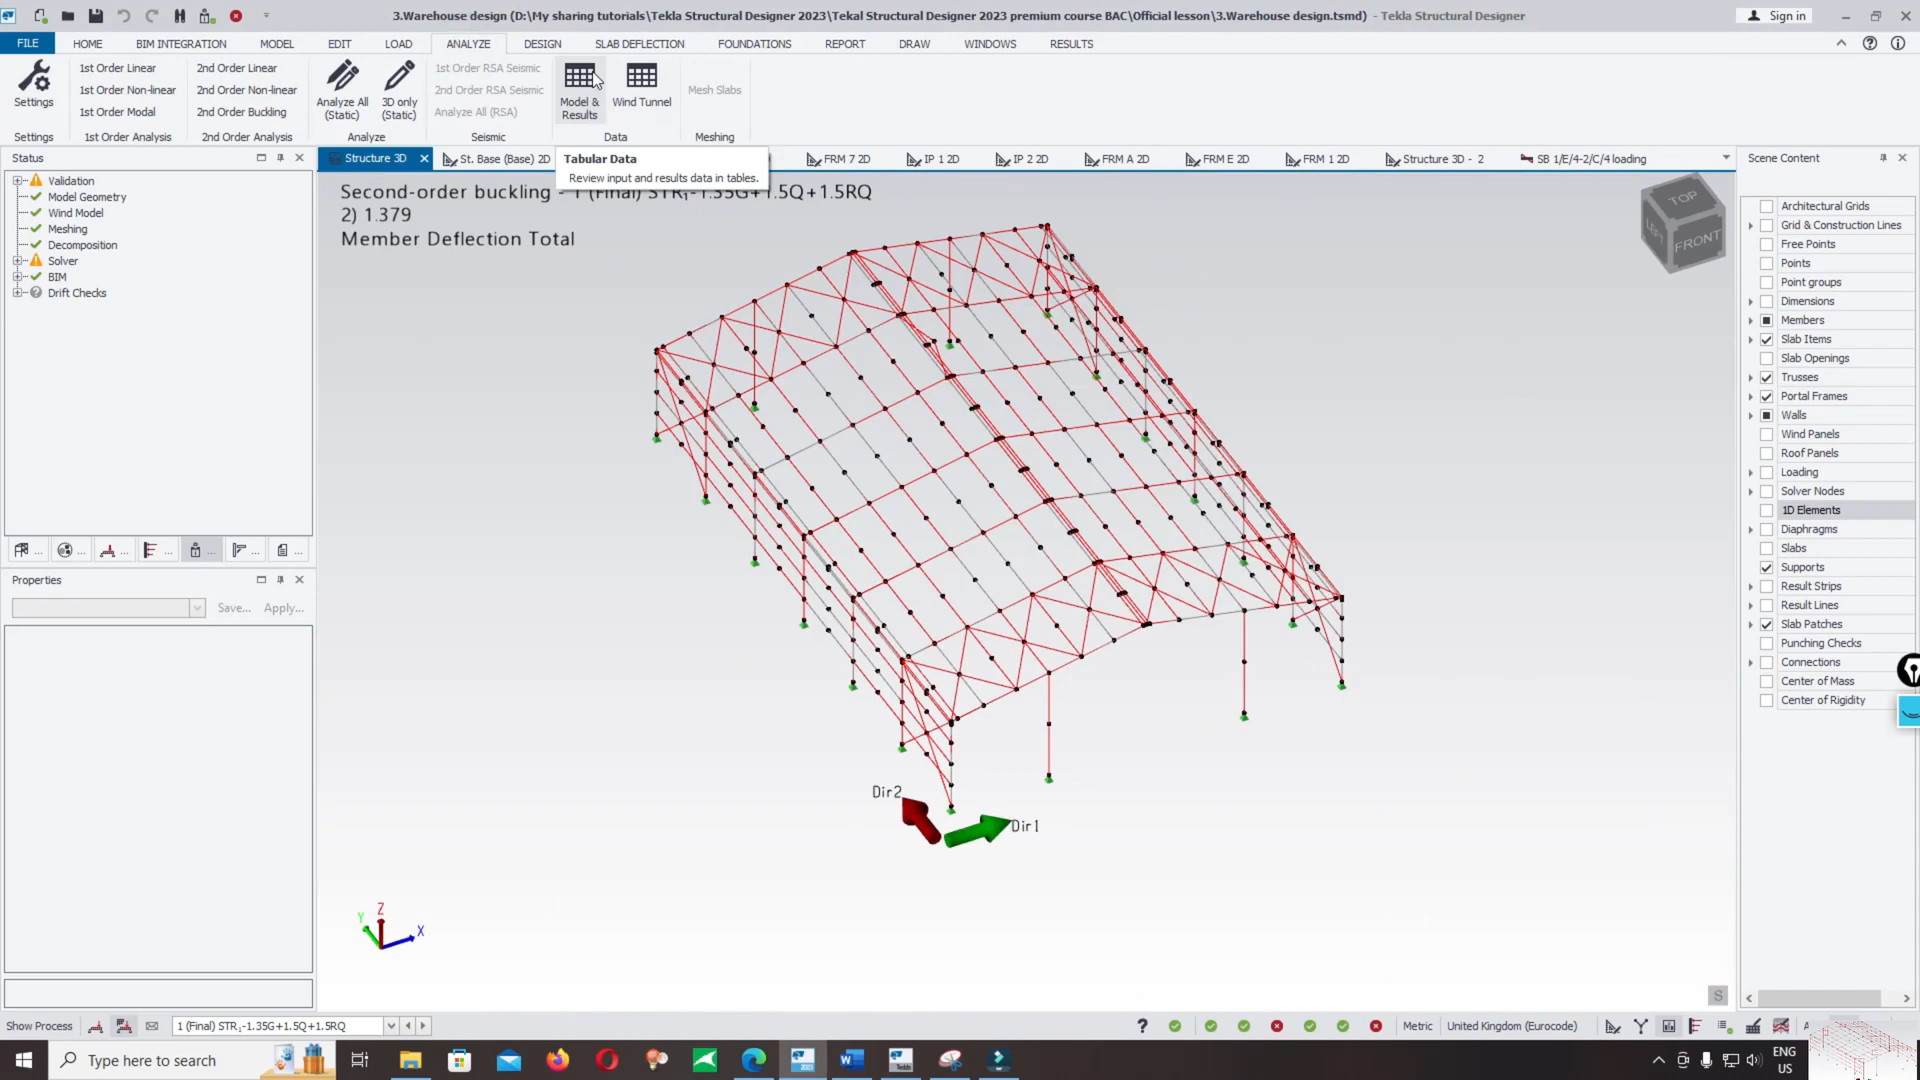 3.Warehouse design (D:\My sharing tutorials\Tekla Structural Designer 2023\Tekal Structural Designer 2023 premium course BAC\Official lesson\3.Warehouse design.tsmd) - Tekla Structural Designer
Sign in
FILE HOME BIM INTEGRATION MODEL EDIT LOAD ANALYZE DESIGN SLAB DEFLECTION FOUNDATIONS REPORT DRAW WINDOWS RESULTS
Settings
1st Order Linear
1st Order Non-linear
1st Order Modal
2nd Order Linear
2nd Order Non-linear
2nd Order Buckling
Analyze All
(Static)
3D only
(Static)
1st Order RSA Seismic
2nd Order RSA Seismic
Analyze All (RSA)
Model &
Results
Wind Tunnel
Mesh Slabs
Settings 1st Order Analysis 2nd Order Analysis Analyze Seismic Data Meshing
Tabular Data
Review input and results data in tables.
Status
Structure 3D St. Base (Base) 2D FRM 7 2D IP 1 2D IP 2 2D FRM A 2D FRM E 2D FRM 1 2D Structure 3D - 2 SB 1/E/4-2/C/4 loading
Validation
Model Geometry
Wind Model
Meshing
Decomposition
Solver
BIM
Drift Checks
Properties
Save... Apply...
Second-order buckling - 1 (Final) STR₁-1.35G+1.5Q+1.5RQ
2) 1.379
Member Deflection Total
TOP
LEFT
FRONT
Dir2
Dir1
Z
Y
X
Scene Content
Architectural Grids
Grid & Construction Lines
Free Points
Points
Point groups
Dimensions
Members
Slab Items
Slab Openings
Trusses
Portal Frames
Walls
Wind Panels
Roof Panels
Loading
Solver Nodes
1D Elements
Diaphragms
Slabs
Supports
Result Strips
Result Lines
Slab Patches
Punching Checks
Connections
Center of Mass
Center of Rigidity
S
Show Process 1 (Final) STR₁-1.35G+1.5Q+1.5RQ
Metric United Kingdom (Eurocode)
Type here to search
ENG
US